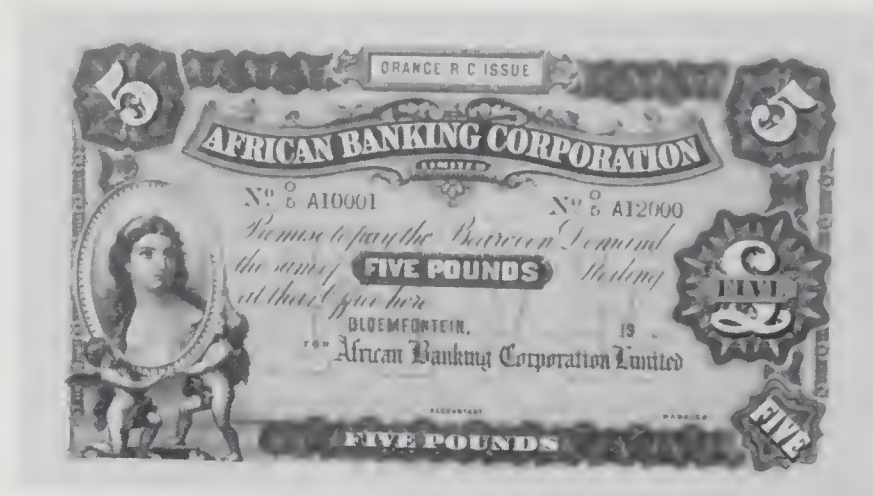 ORANGE R C ISSUE
5 5
AFRICAN BANKING CORPORATION
LIMITED
Nº O/5 A10001 Nº O/5 A12000
Promise to pay the Bearer on Demand
the sum of FIVE POUNDS Sterling
at their office here
£ FIVE
BLOEMFONTEIN, 19
FOR African Banking Corporation Limited
ACCOUNTANT MANAGER
FIVE POUNDS
FIVE